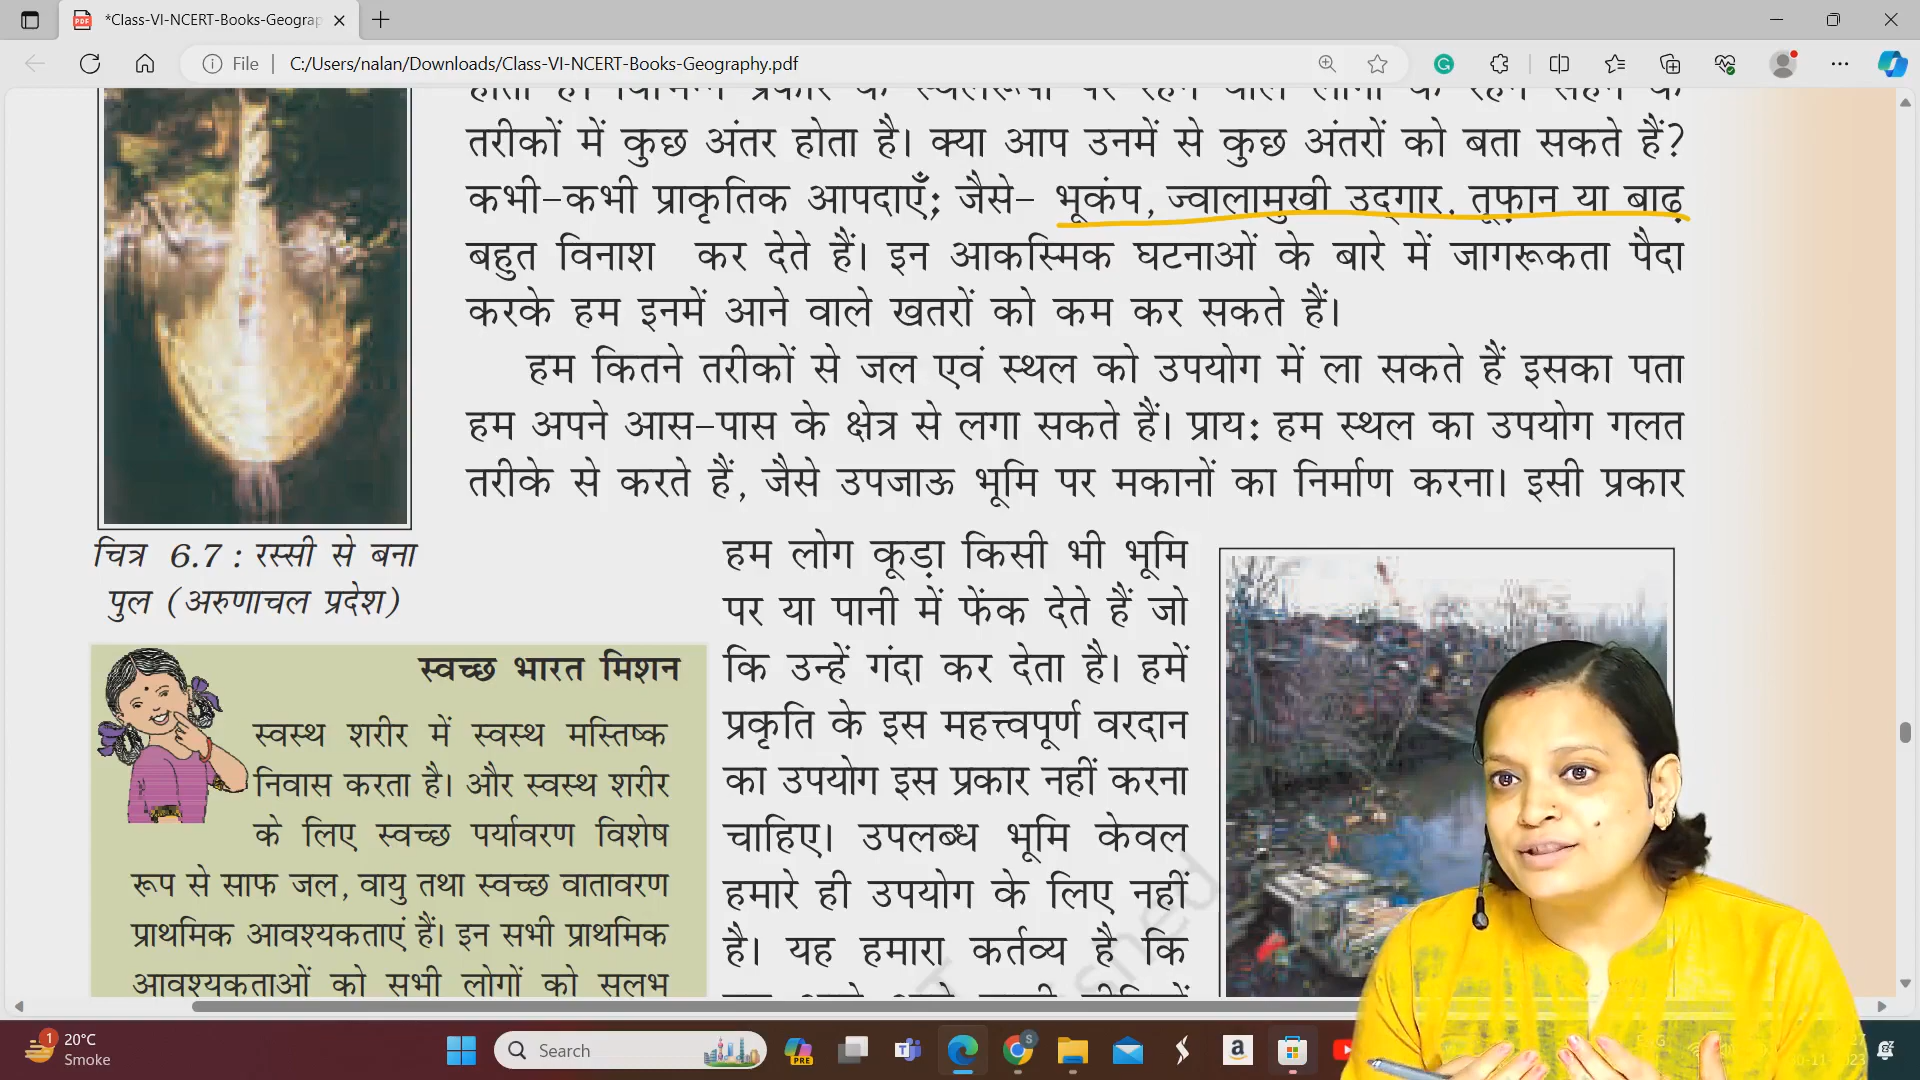 *Class-VI-NCERT-Books-Geograp
File
C:/Users/nalan/Downloads/Class-VI-NCERT-Books-Geography.pdf
तरीकों में कुछ अंतर होता है। क्या आप उनमें से कुछ अंतरों को बता सकते हैं?
कभी-कभी प्राकृतिक आपदाएँ; जैसे- भूकंप, ज्वालामुखी उद्‌गार, तूफ़ान या बाढ़
बहुत विनाश कर देते हैं। इन आकस्मिक घटनाओं के बारे में जागरूकता पैदा
करके हम इनमें आने वाले खतरों को कम कर सकते हैं।
हम कितने तरीकों से जल एवं स्थल को उपयोग में ला सकते हैं इसका पता
हम अपने आस-पास के क्षेत्र से लगा सकते हैं। प्रायः हम स्थल का उपयोग गलत
तरीके से करते हैं, जैसे उपजाऊ भूमि पर मकानों का निर्माण करना। इसी प्रकार
चित्र 6.7 : रस्सी से बना
पुल (अरुणाचल प्रदेश)
हम लोग कूड़ा किसी भी भूमि
पर या पानी में फेंक देते हैं जो
कि उन्हें गंदा कर देता है। हमें
प्रकृति के इस महत्त्वपूर्ण वरदान
का उपयोग इस प्रकार नहीं करना
चाहिए। उपलब्ध भूमि केवल
हमारे ही उपयोग के लिए नहीं
है। यह हमारा कर्तव्य है कि
स्वच्छ भारत मिशन
स्वस्थ शरीर में स्वस्थ मस्तिष्क
निवास करता है। और स्वस्थ शरीर
के लिए स्वच्छ पर्यावरण विशेष
रूप से साफ जल, वायु तथा स्वच्छ वातावरण
प्राथमिक आवश्यकताएं हैं। इन सभी प्राथमिक
आवश्यकताओं को सभी लोगों को सुलभ
20°C
Smoke
Search